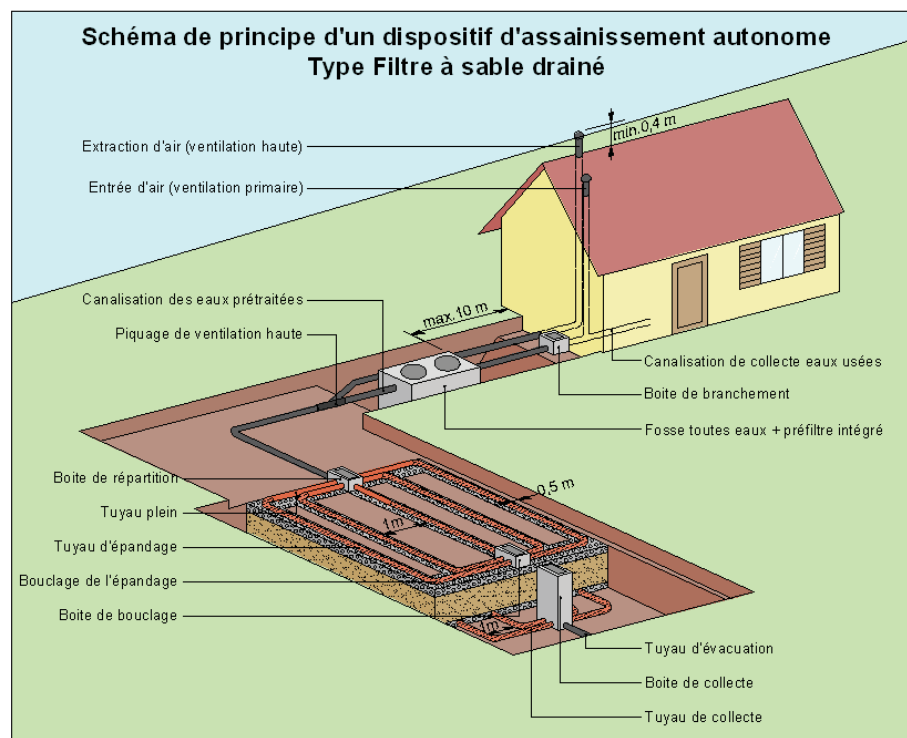 Schéma de principe d'un dispositif d'assainissement autonome
Type Filtre à sable drainé
min.0,4 m
Extraction d'air (ventilation haute)
Entrée d'air (ventilation primaire)
Canalisation des eaux prétraitées
max.10 m
Piquage de ventilation haute
Canalisation de collecte eaux usées
Boite de branchement
Fosse toutes eaux + préfiltre intégré
Boite de répartition
0,5 m
Tuyau plein
1m
Tuyau d'épandage
Bouclage de l'épandage
Boite de bouclage
1m
Tuyau d'évacuation
Boite de collecte
Tuyau de collecte